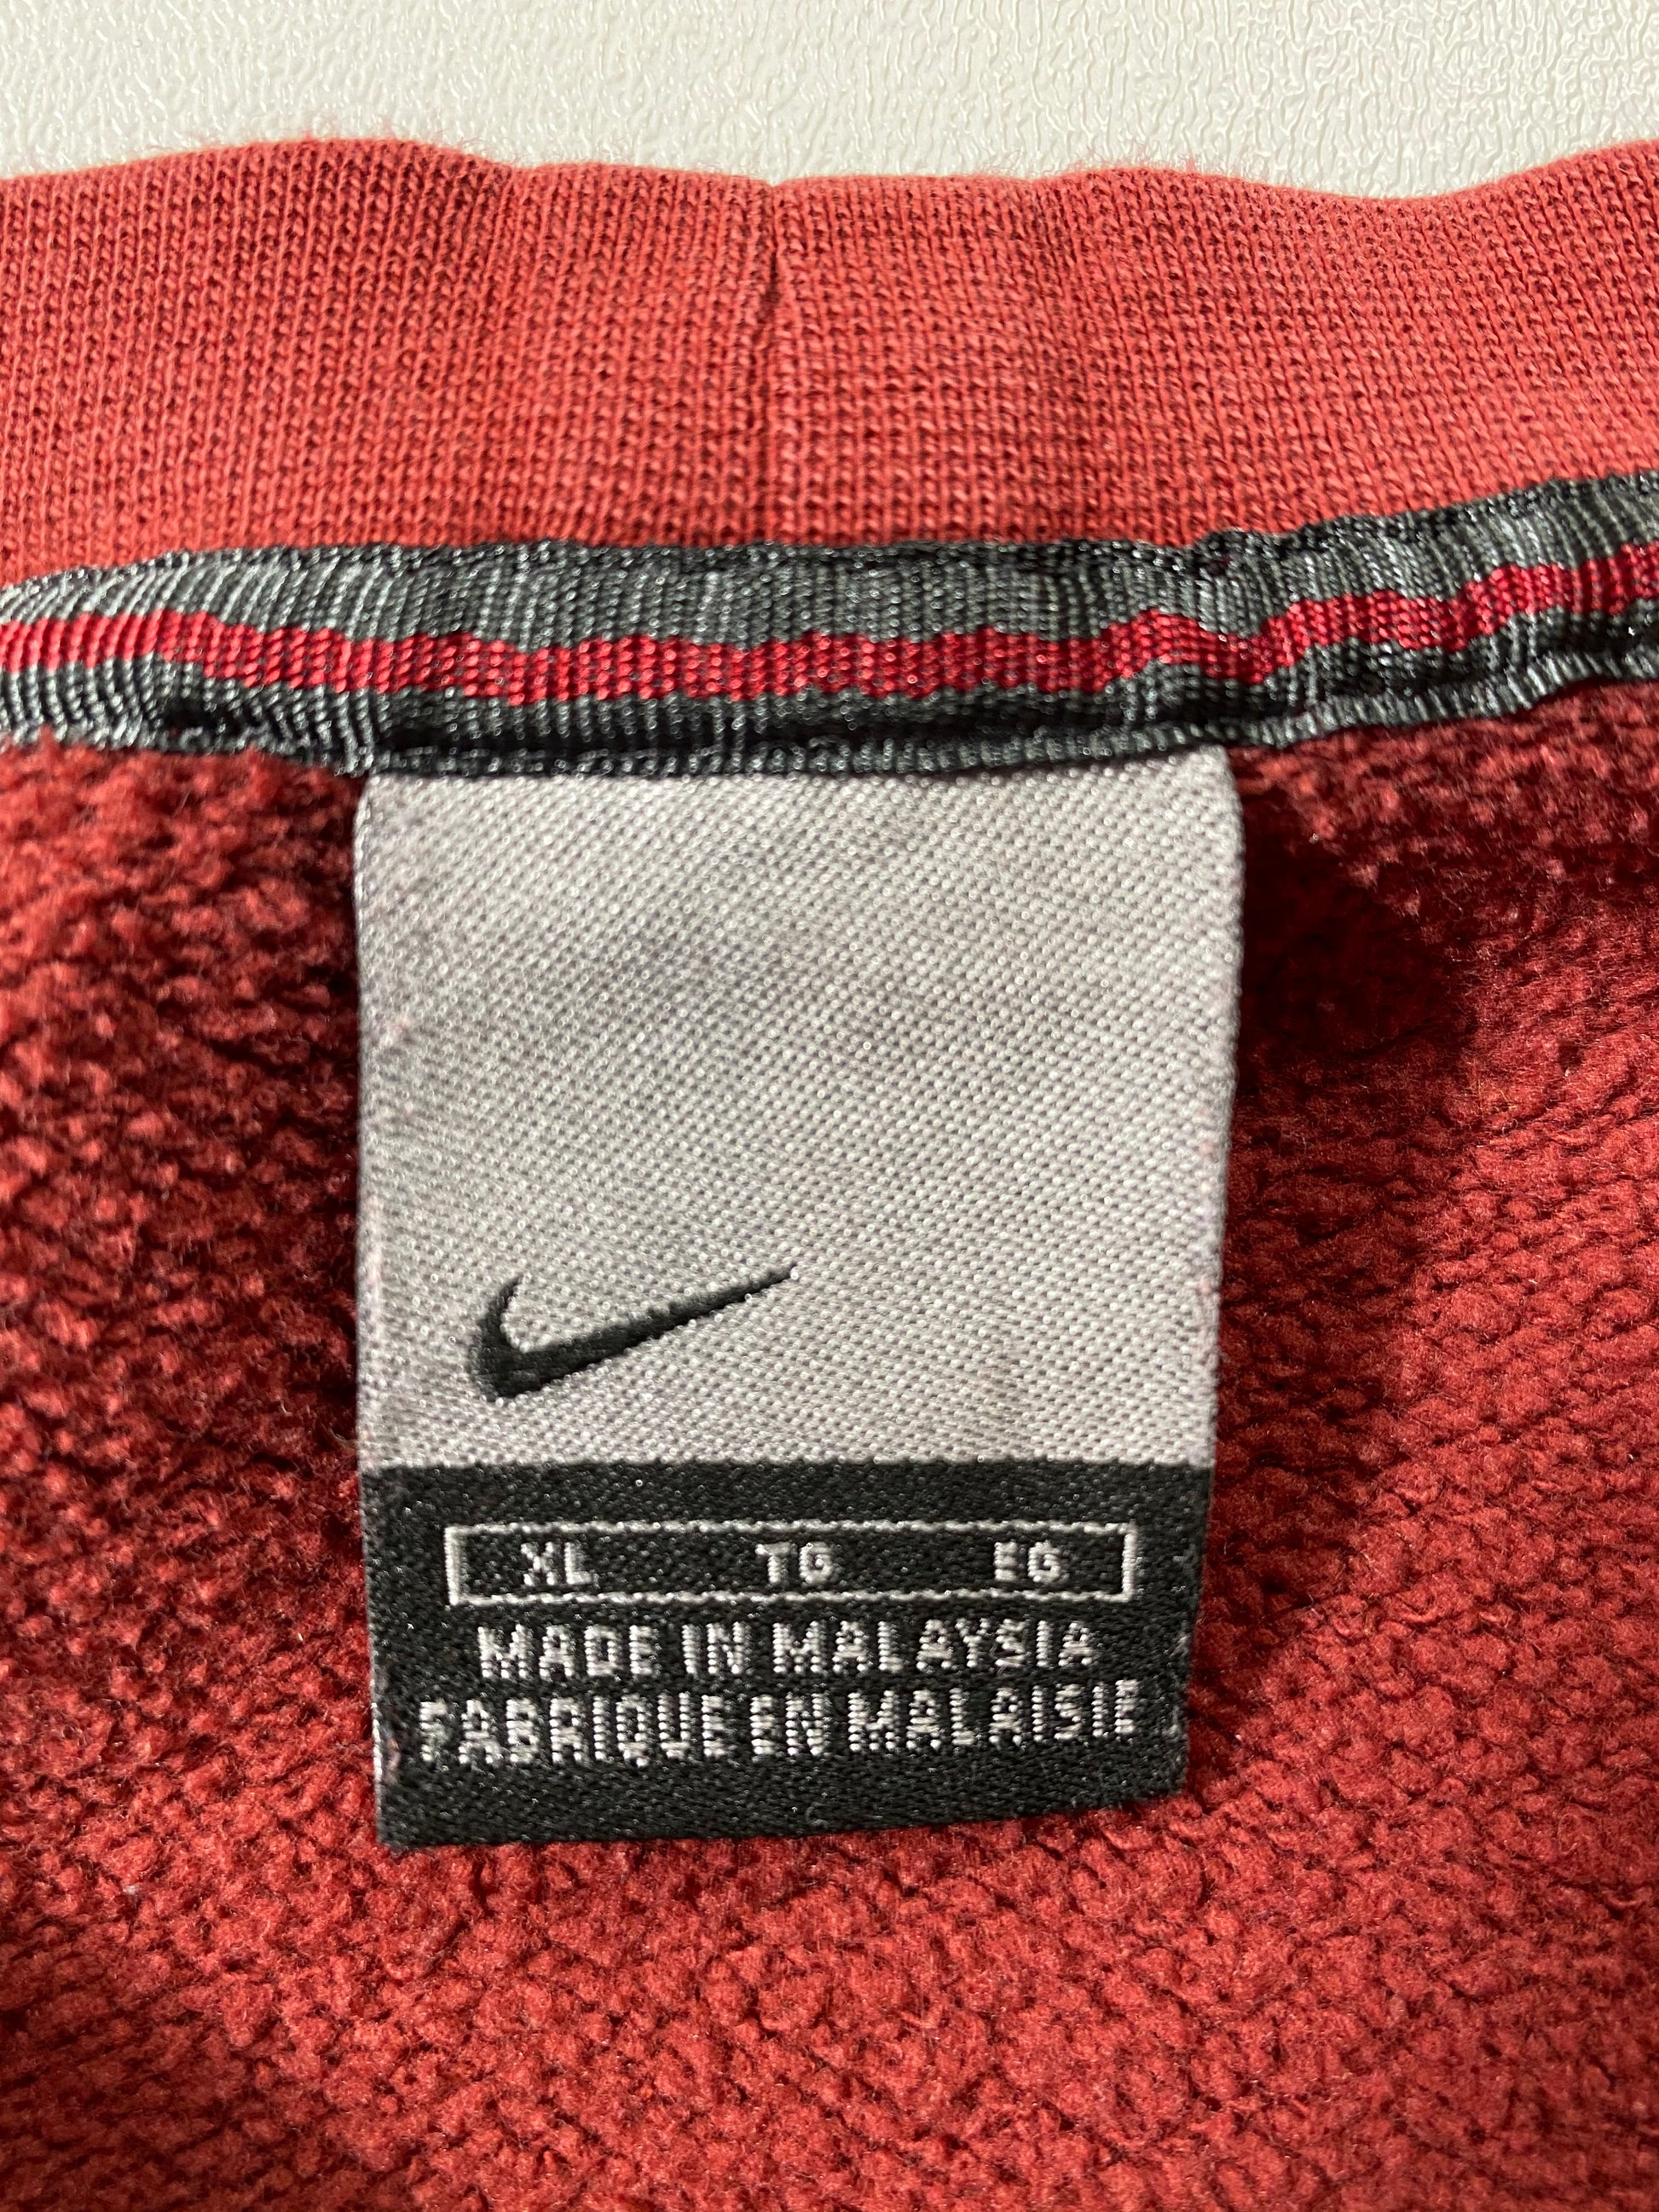 XL TG EG
MADE IN MALAYSIA
FABRIQUE EN MALAISIE